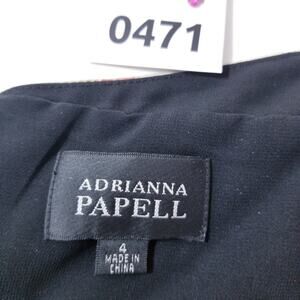 0471
ADRIANNA
PAPELL
4
MADE IN
CHINA